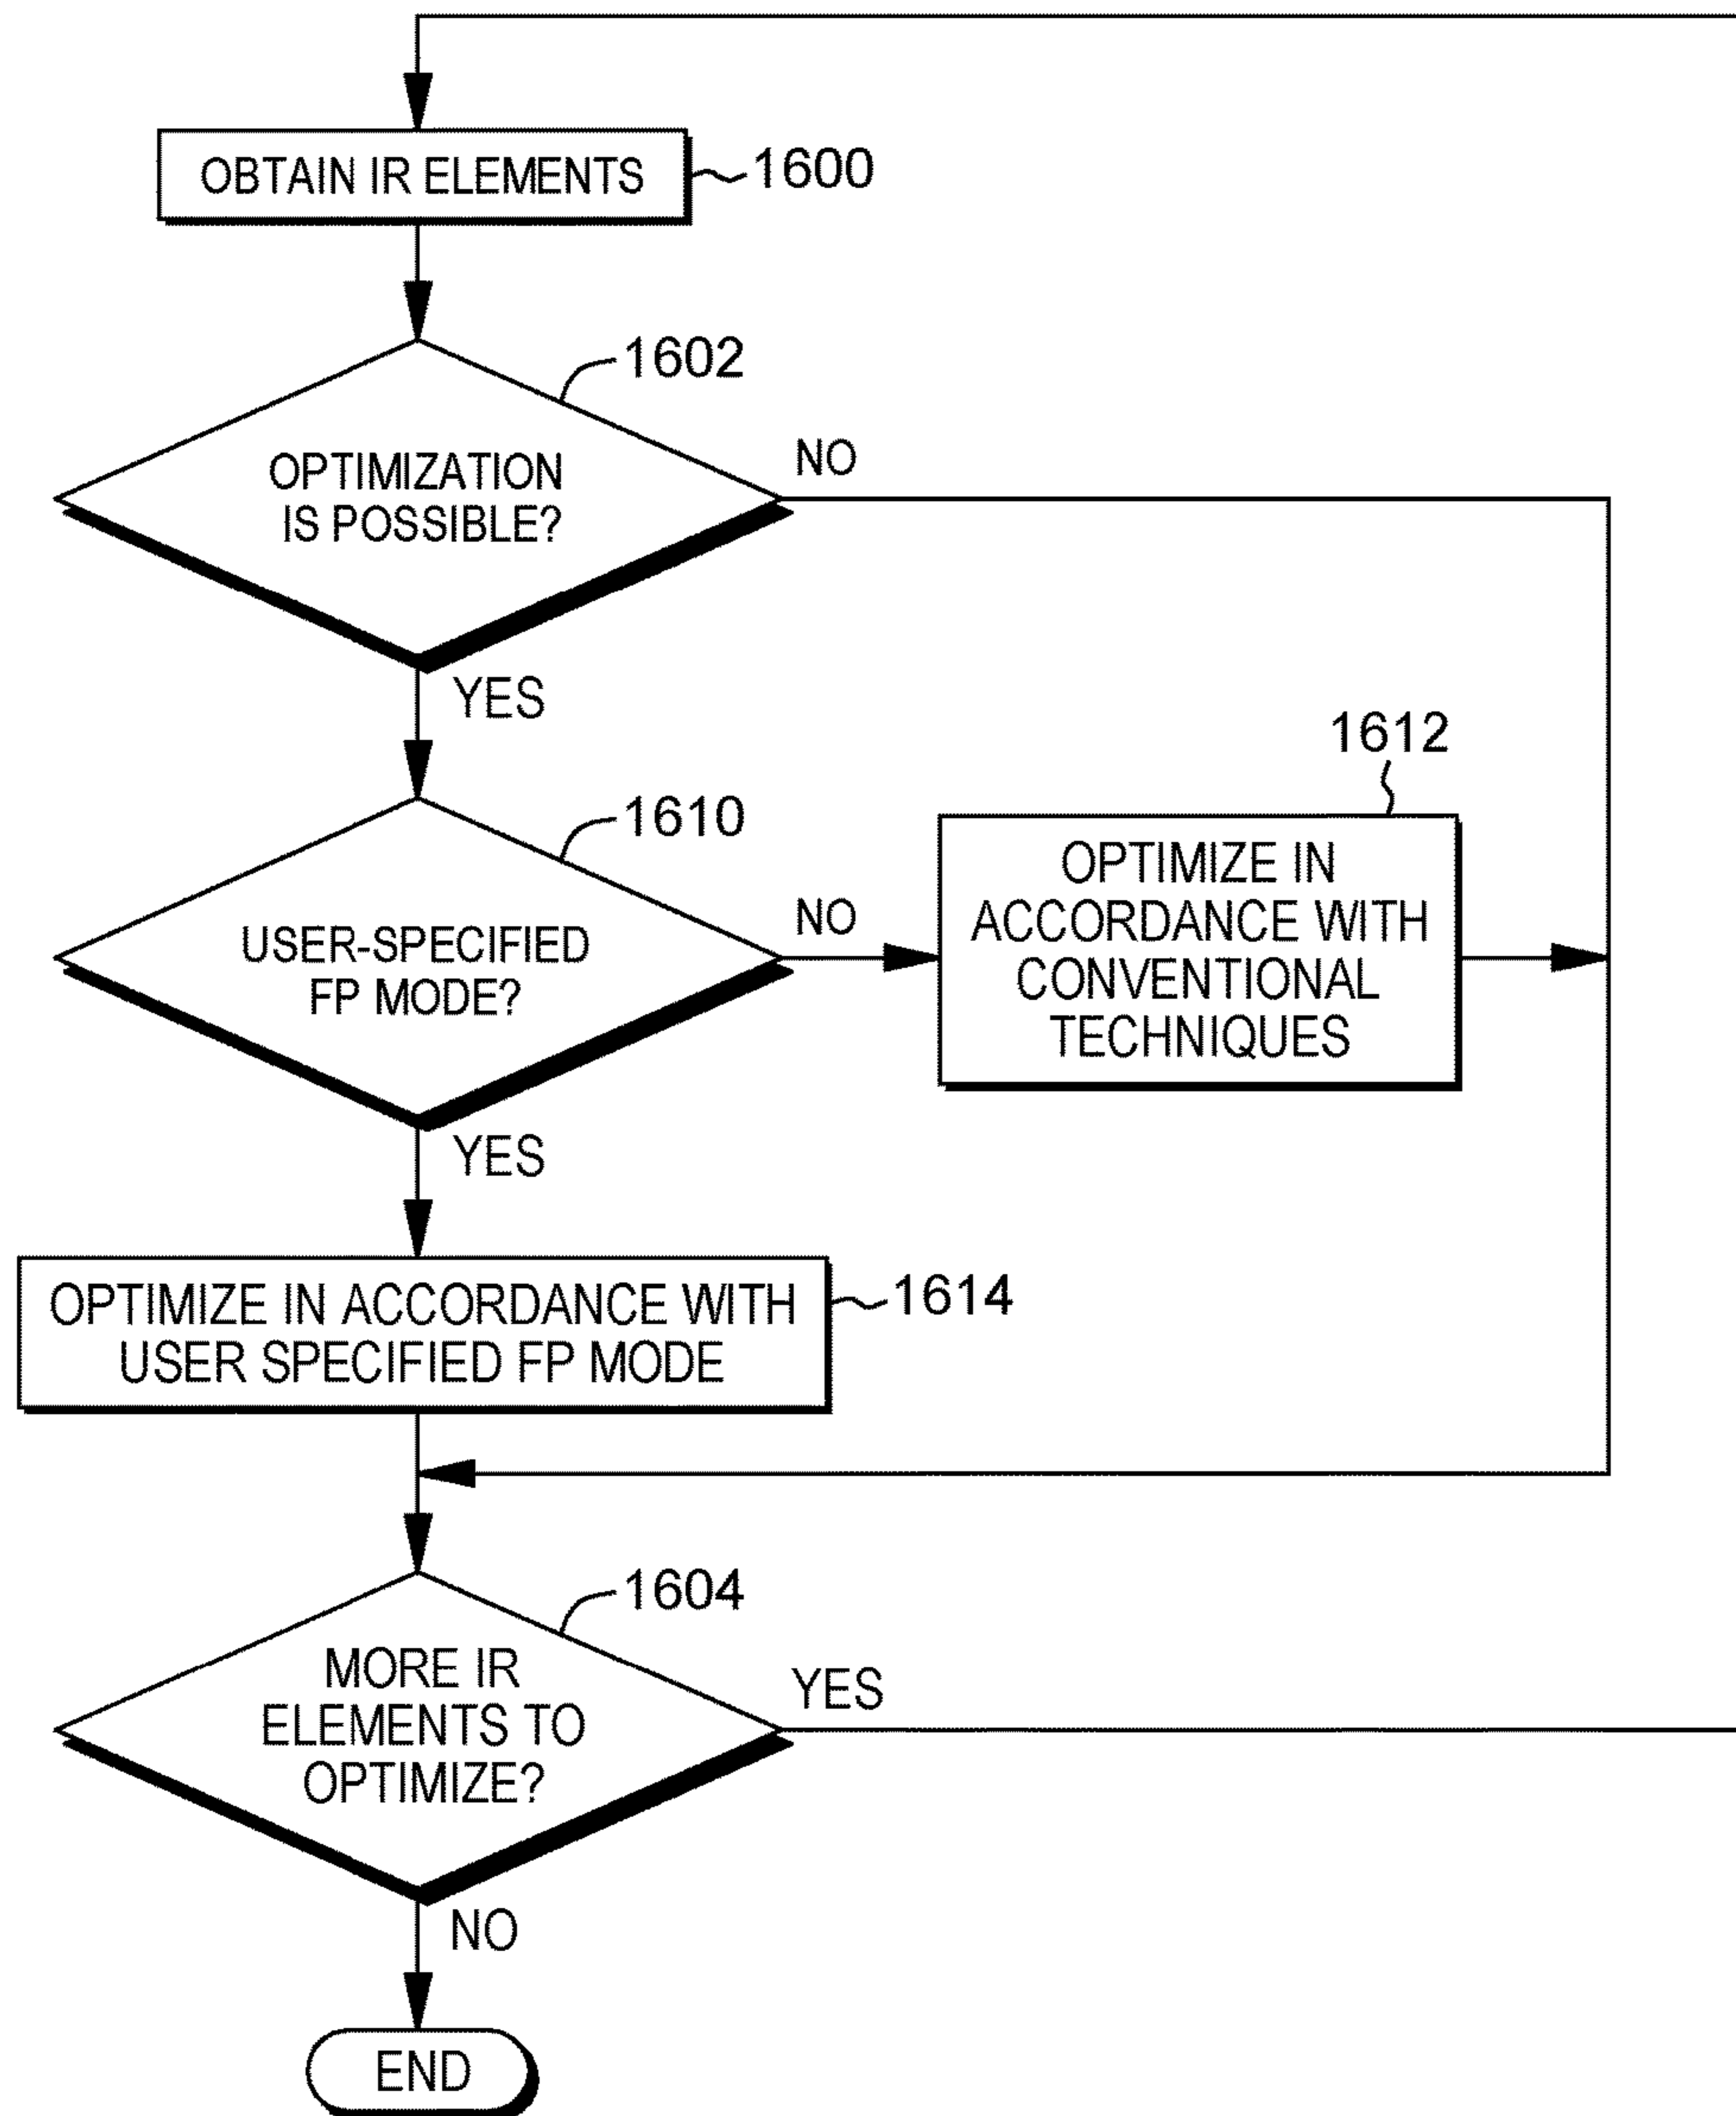 OBTAIN IR ELEMENTS
1600
1602
OPTIMIZATION
IS POSSIBLE?
NO
YES
1610
USER-SPECIFIED
FP MODE?
NO
YES
1612
OPTIMIZE IN
ACCORDANCE WITH
CONVENTIONAL
TECHNIQUES
OPTIMIZE IN ACCORDANCE WITH
USER SPECIFIED FP MODE
1614
1604
MORE IR
ELEMENTS TO
OPTIMIZE?
YES
NO
END